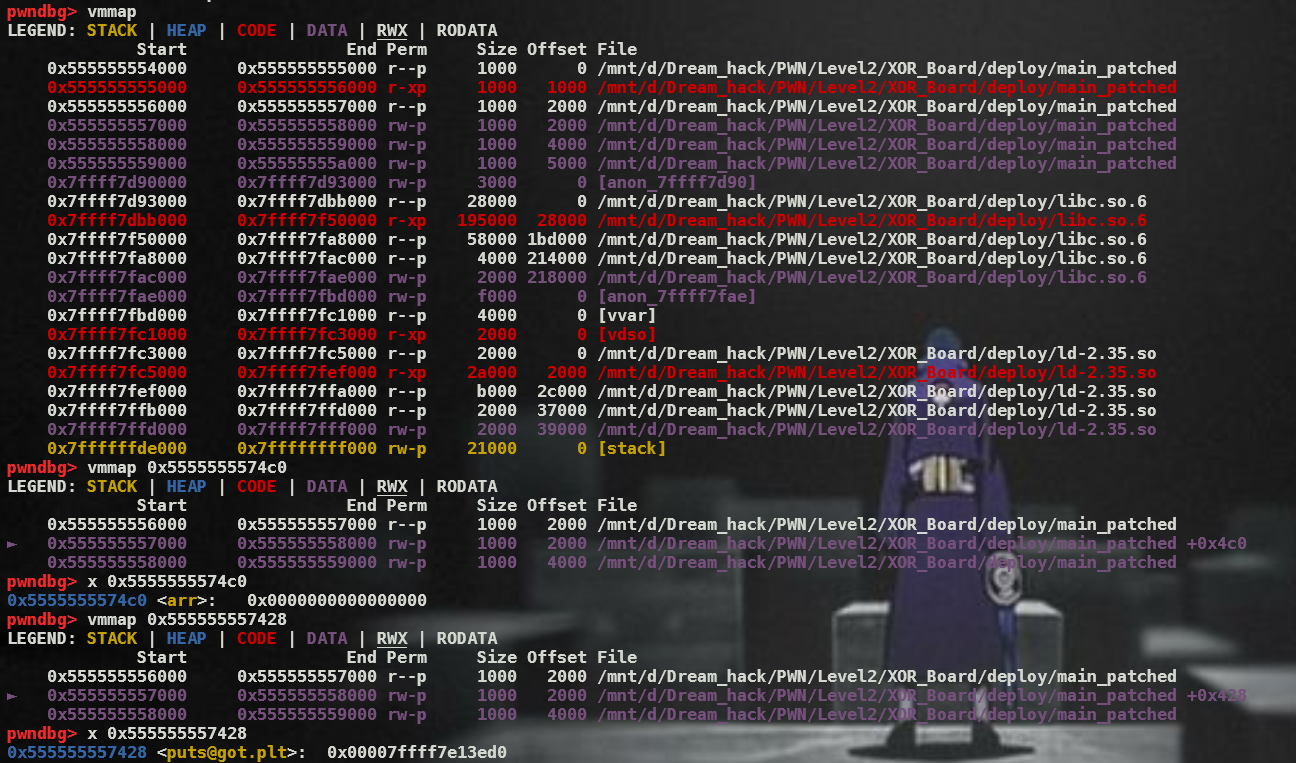 pwndbg> vmmap
LEGEND: STACK | HEAP | CODE | DATA | RWX | RODATA
Start End Perm Size Offset File
0x555555554000 0x555555555000 r--p 1000 0 /mnt/d/Dream_hack/PWN/Level2/XOR_Board/deploy/main_patched
0x555555555000 0x555555556000 r-xp 1000 1000 /mnt/d/Dream_hack/PWN/Level2/XOR_Board/deploy/main_patched
0x555555556000 0x555555557000 r--p 1000 2000 /mnt/d/Dream_hack/PWN/Level2/XOR_Board/deploy/main_patched
0x555555557000 0x555555558000 rw-p 1000 2000 /mnt/d/Dream_hack/PWN/Level2/XOR_Board/deploy/main_patched
0x555555558000 0x555555559000 rw-p 1000 4000 /mnt/d/Dream_hack/PWN/Level2/XOR_Board/deploy/main_patched
0x555555559000 0x55555555a000 rw-p 1000 5000 /mnt/d/Dream_hack/PWN/Level2/XOR_Board/deploy/main_patched
0x7ffff7d90000 0x7ffff7d93000 rw-p 3000 0 [anon_7ffff7d90]
0x7ffff7d93000 0x7ffff7dbb000 r--p 28000 0 /mnt/d/Dream_hack/PWN/Level2/XOR_Board/deploy/libc.so.6
0x7ffff7dbb000 0x7ffff7f50000 r-xp 195000 28000 /mnt/d/Dream_hack/PWN/Level2/XOR_Board/deploy/libc.so.6
0x7ffff7f50000 0x7ffff7fa8000 r--p 58000 1bd000 /mnt/d/Dream_hack/PWN/Level2/XOR_Board/deploy/libc.so.6
0x7ffff7fa8000 0x7ffff7fac000 r--p 4000 214000 /mnt/d/Dream_hack/PWN/Level2/XOR_Board/deploy/libc.so.6
0x7ffff7fac000 0x7ffff7fae000 rw-p 2000 218000 /mnt/d/Dream_hack/PWN/Level2/XOR_Board/deploy/libc.so.6
0x7ffff7fae000 0x7ffff7fbd000 rw-p f000 0 [anon_7ffff7fae]
0x7ffff7fbd000 0x7ffff7fc1000 r--p 4000 0 [vvar]
0x7ffff7fc1000 0x7ffff7fc3000 r-xp 2000 0 [vdso]
0x7ffff7fc3000 0x7ffff7fc5000 r--p 2000 0 /mnt/d/Dream_hack/PWN/Level2/XOR_Board/deploy/ld-2.35.so
0x7ffff7fc5000 0x7ffff7fef000 r-xp 2a000 2000 /mnt/d/Dream_hack/PWN/Level2/XOR_Board/deploy/ld-2.35.so
0x7ffff7fef000 0x7ffff7ffa000 r--p b000 2c000 /mnt/d/Dream_hack/PWN/Level2/XOR_Board/deploy/ld-2.35.so
0x7ffff7ffb000 0x7ffff7ffd000 r--p 2000 37000 /mnt/d/Dream_hack/PWN/Level2/XOR_Board/deploy/ld-2.35.so
0x7ffff7ffd000 0x7ffff7fff000 rw-p 2000 39000 /mnt/d/Dream_hack/PWN/Level2/XOR_Board/deploy/ld-2.35.so
0x7ffffffde000 0x7ffffffff000 rw-p 21000 0 [stack]
pwndbg> vmmap 0x5555555574c0
LEGEND: STACK | HEAP | CODE | DATA | RWX | RODATA
Start End Perm Size Offset File
0x555555556000 0x555555557000 r--p 1000 2000 /mnt/d/Dream_hack/PWN/Level2/XOR_Board/deploy/main_patched
► 0x555555557000 0x555555558000 rw-p 1000 2000 /mnt/d/Dream_hack/PWN/Level2/XOR_Board/deploy/main_patched +0x4c0
0x555555558000 0x555555559000 rw-p 1000 4000 /mnt/d/Dream_hack/PWN/Level2/XOR_Board/deploy/main_patched
pwndbg> x 0x5555555574c0
0x5555555574c0 <arr>: 0x0000000000000000
pwndbg> vmmap 0x555555557428
LEGEND: STACK | HEAP | CODE | DATA | RWX | RODATA
Start End Perm Size Offset File
0x555555556000 0x555555557000 r--p 1000 2000 /mnt/d/Dream_hack/PWN/Level2/XOR_Board/deploy/main_patched
► 0x555555557000 0x555555558000 rw-p 1000 2000 /mnt/d/Dream_hack/PWN/Level2/XOR_Board/deploy/main_patched +0x428
0x555555558000 0x555555559000 rw-p 1000 4000 /mnt/d/Dream_hack/PWN/Level2/XOR_Board/deploy/main_patched
pwndbg> x 0x555555557428
0x555555557428 <puts@got.plt>: 0x00007ffff7e13ed0